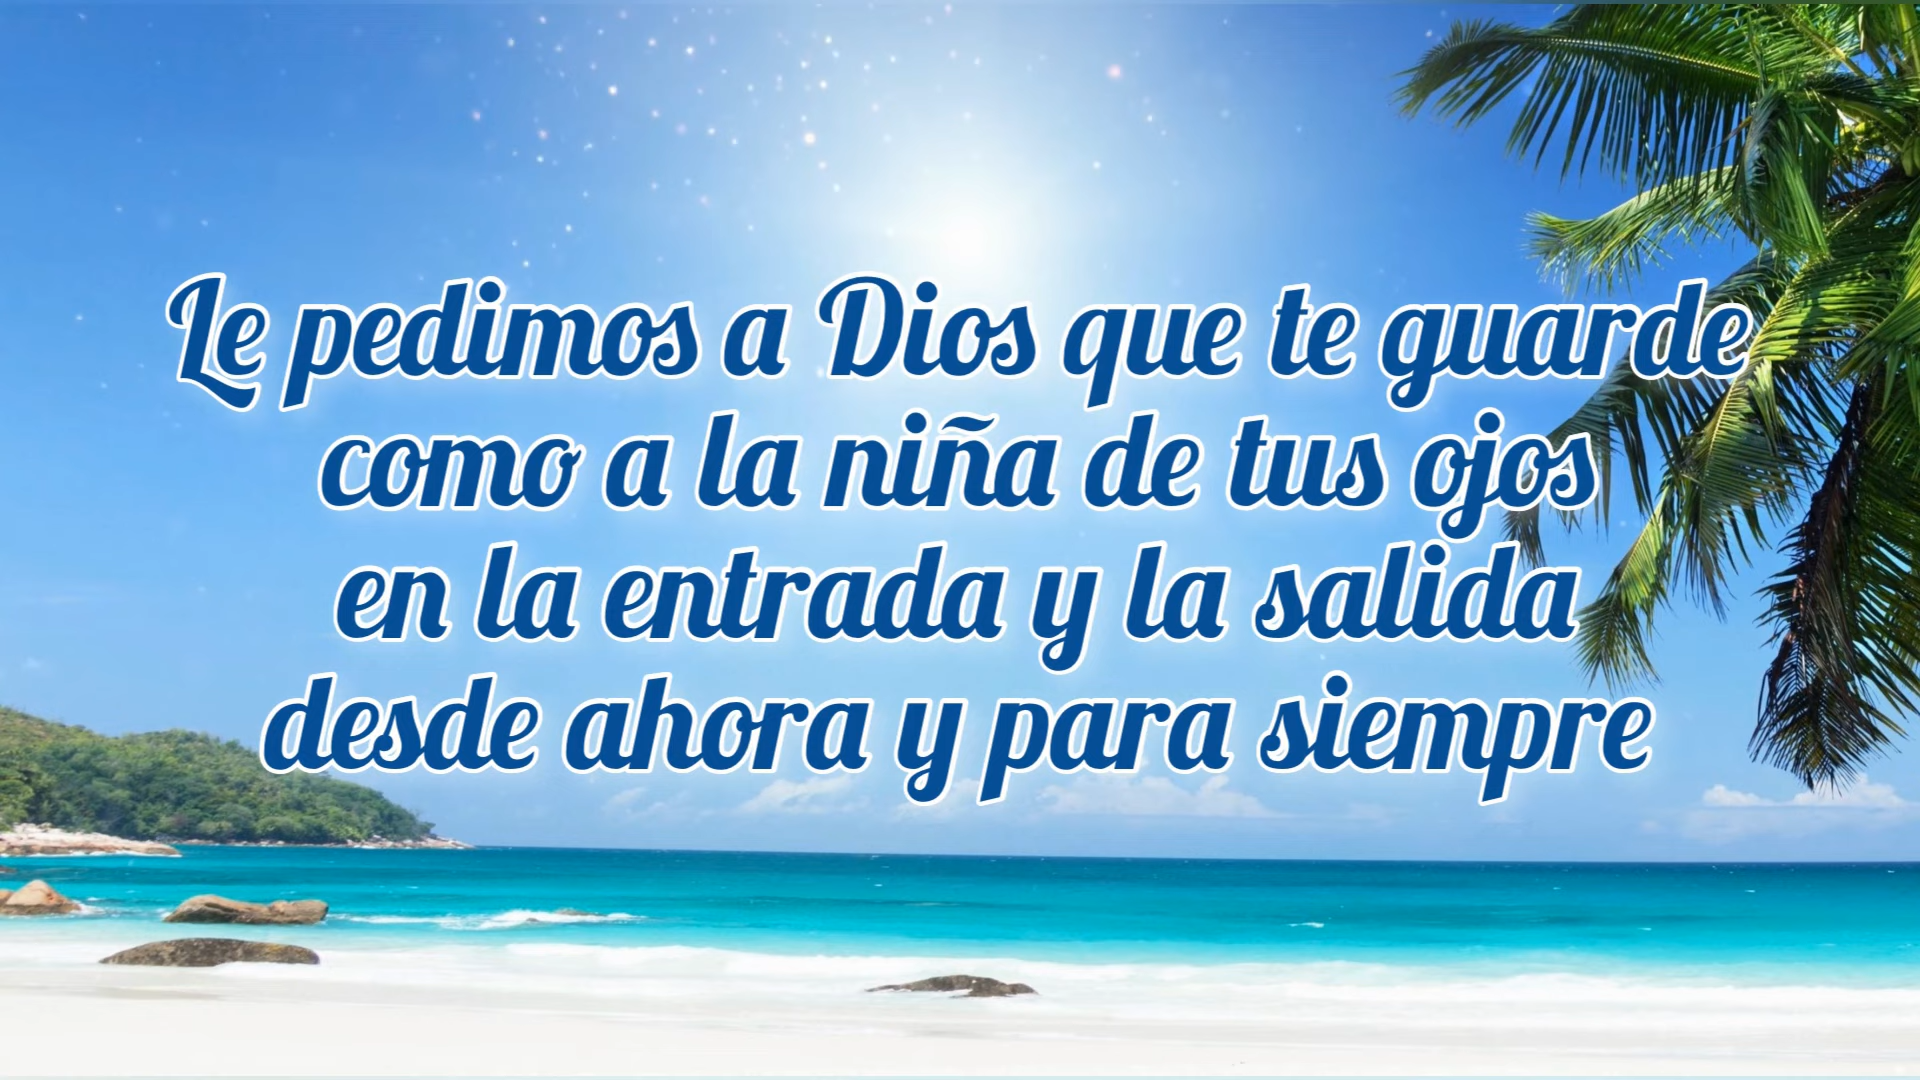 Le pedimos a Dios que te guarde
como a la niña de tus ojos
en la entrada y la salida
desde ahora y para siempre